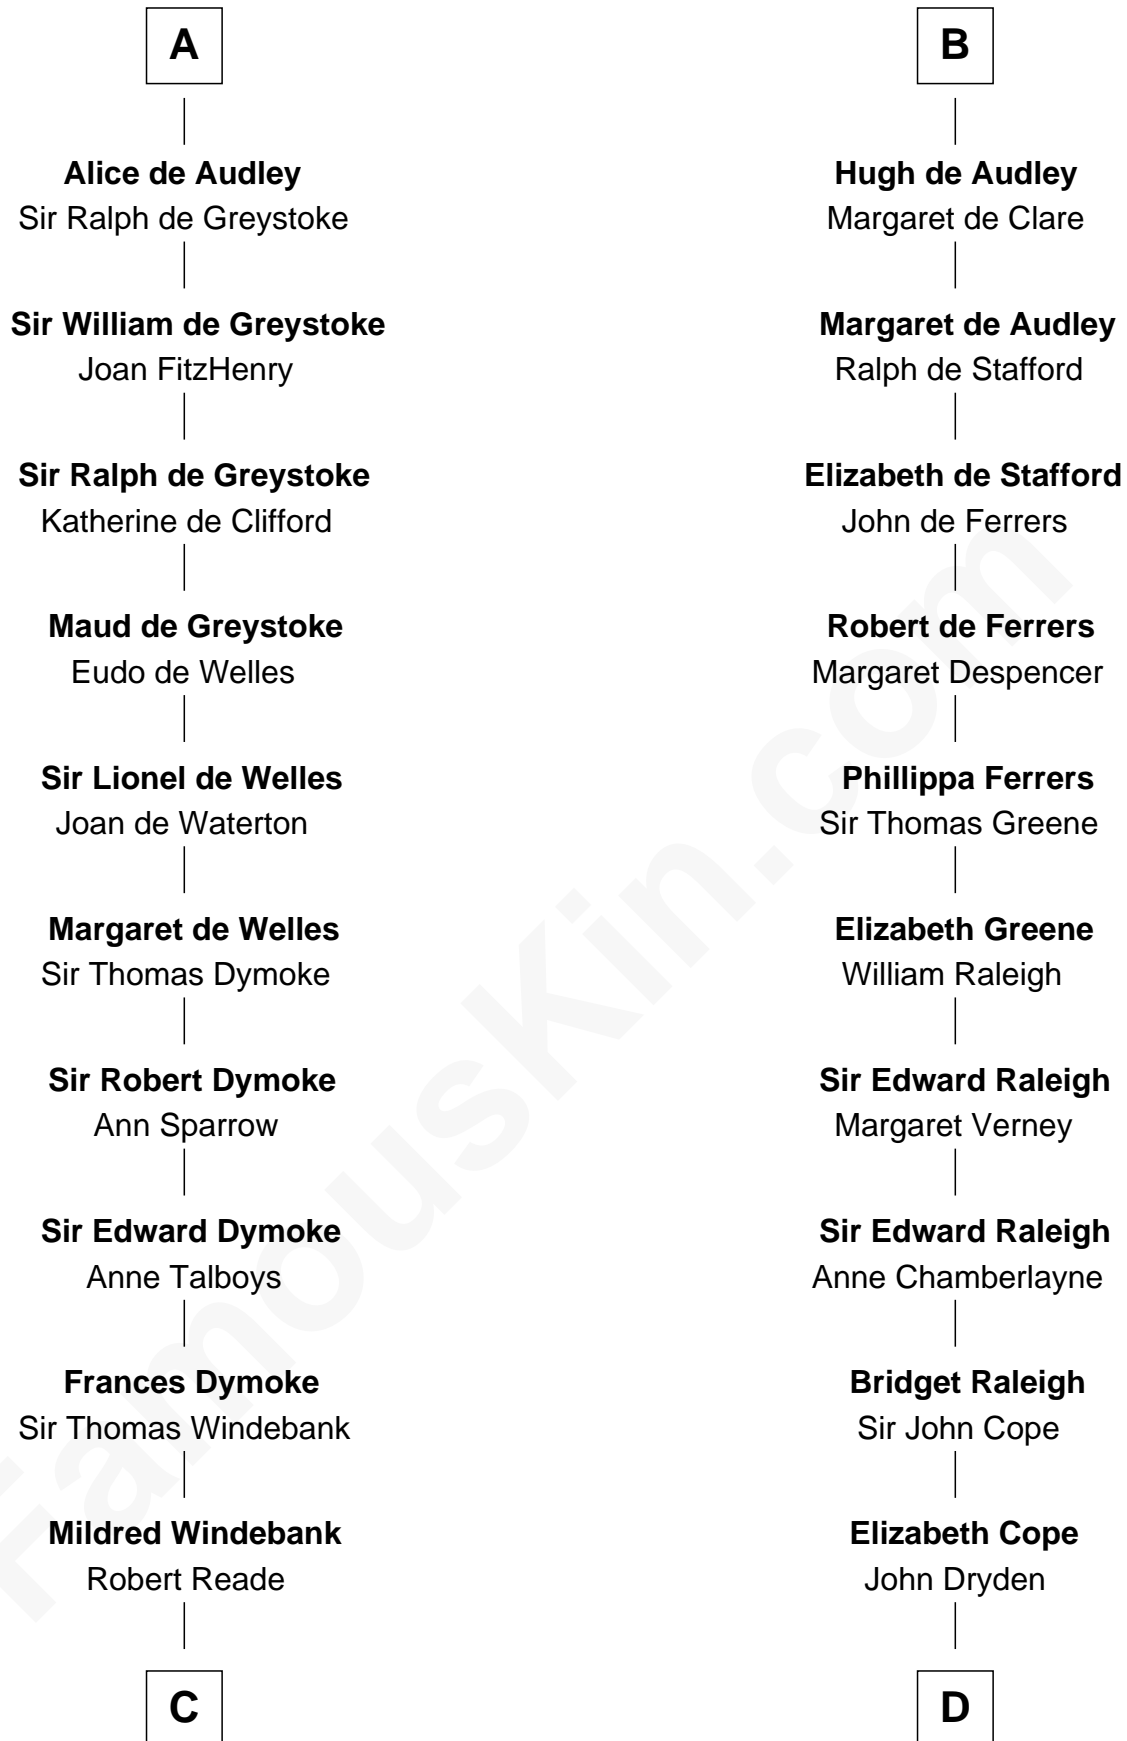 A
Alice de Audley
Sir Ralph de Greystoke
Sir William de Greystoke
Joan FitzHenry
Sir Ralph de Greystoke
Katherine de Clifford
Maud de Greystoke
Eudo de Welles
Sir Lionel de Welles
Joan de Waterton
Margaret de Welles
Sir Thomas Dymoke
Sir Robert Dymoke
Ann Sparrow
Sir Edward Dymoke
Anne Talboys
Frances Dymoke
Sir Thomas Windebank
Mildred Windebank
Robert Reade
C
B
Hugh de Audley
Margaret de Clare
Margaret de Audley
Ralph de Stafford
Elizabeth de Stafford
John de Ferrers
Robert de Ferrers
Margaret Despencer
Phillippa Ferrers
Sir Thomas Greene
Elizabeth Greene
William Raleigh
Sir Edward Raleigh
Margaret Verney
Sir Edward Raleigh
Anne Chamberlayne
Bridget Raleigh
Sir John Cope
Elizabeth Cope
John Dryden
D
FamousKin.com